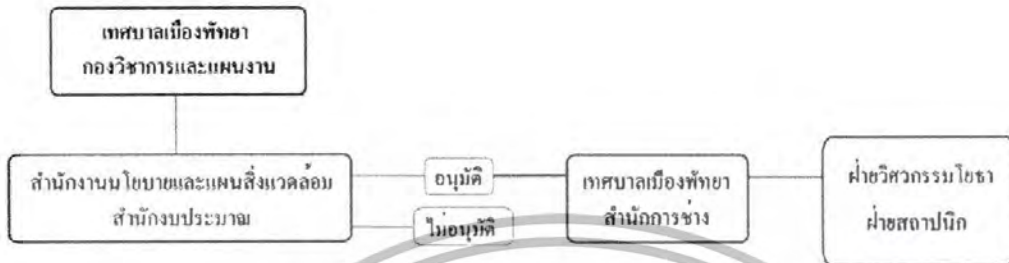 เทศบาลเมืองพัทยา
กองวิชาการและแผนงาน
สำนักงานนโยบายและแผนสิ่งแวดล้อม
สำนักงบประมาณ
อนุมัติ
ไม่อนุมัติ
เทศบาลเมืองพัทยา
สำนักการช่าง
ฝ่ายวิศวกรรมโยธา
ฝ่ายสถาปนิก